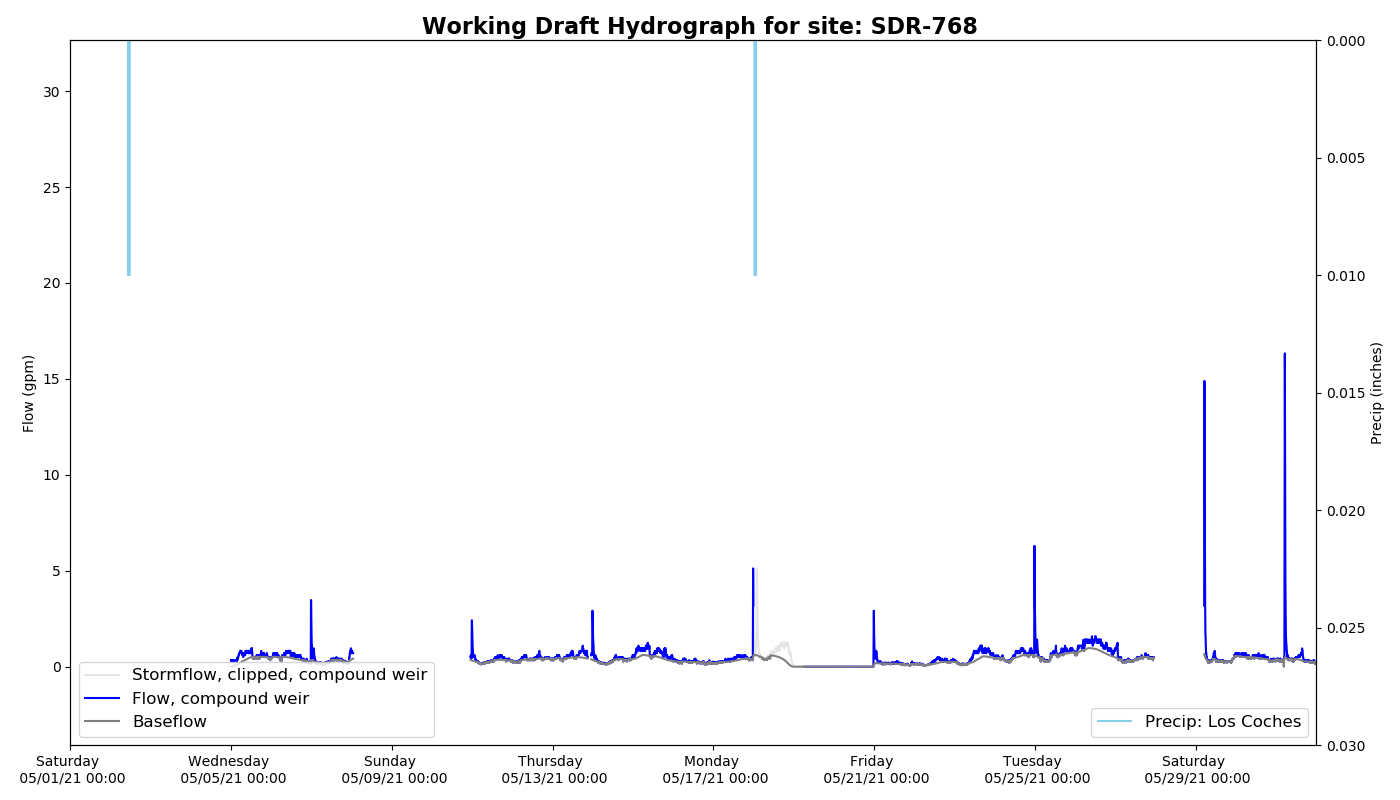 Working Draft Hydrograph for site: SDR-768
30
25
20
15
10
5
0
Flow (gpm)
0.000
0.005
0.010
0.015
0.020
0.025
0.030
Precip (inches)
Stormflow, clipped, compound weir
Flow, compound weir
Baseflow
Precip: Los Coches
Saturday
05/01/21 00:00
Wednesday
05/05/21 00:00
Sunday
05/09/21 00:00
Thursday
05/13/21 00:00
Monday
05/17/21 00:00
Friday
05/21/21 00:00
Tuesday
05/25/21 00:00
Saturday
05/29/21 00:00